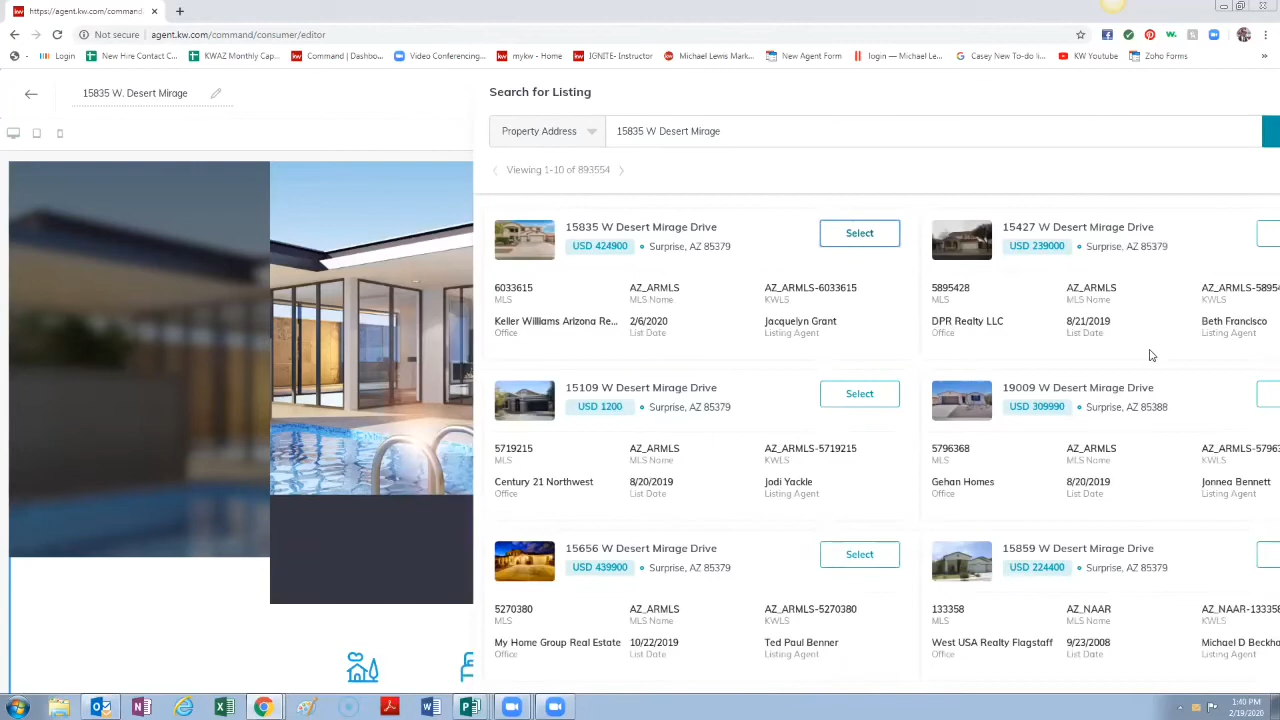 https://agent.kw.com/command
Not secure | agent.kw.com/command/consumer/editor
Login
New Hire Contact C...
KWAZ Monthly Cap...
Command | Dashbo...
Video Conferencing...
mykw - Home
IGNITE- Instructor
Michael Lewis Mark...
New Agent Form
login — Michael Le...
Casey New To-do li...
KW YouTube
Zoho Forms
15835 W. Desert Mirage
Search for Listing
Property Address
15835 W Desert Mirage
Viewing 1-10 of 893554
15835 W Desert Mirage Drive
USD 424900
Surprise, AZ 85379
Select
6033615
AZ_ARMLS
AZ_ARMLS-6033615
MLS
MLS Name
KWLS
Keller Williams Arizona Re...
2/6/2020
Jacquelyn Grant
Office
List Date
Listing Agent
15427 W Desert Mirage Drive
USD 239000
Surprise, AZ 85379
5895428
AZ_ARMLS
AZ_ARMLS-5895
MLS
MLS Name
KWLS
DPR Realty LLC
8/21/2019
Beth Francisco
Office
List Date
Listing Agent
15109 W Desert Mirage Drive
USD 1200
Surprise, AZ 85379
Select
5719215
AZ_ARMLS
AZ_ARMLS-5719215
MLS
MLS Name
KWLS
Century 21 Northwest
8/20/2019
Jodi Yackle
Office
List Date
Listing Agent
19009 W Desert Mirage Drive
USD 309990
Surprise, AZ 85388
5796368
AZ_ARMLS
AZ_ARMLS-5796
MLS
MLS Name
KWLS
Gehan Homes
8/20/2019
Jonnea Bennett
Office
List Date
Listing Agent
15656 W Desert Mirage Drive
USD 439900
Surprise, AZ 85379
Select
5270380
AZ_ARMLS
AZ_ARMLS-5270380
MLS
MLS Name
KWLS
My Home Group Real Estate
10/22/2019
Ted Paul Benner
Office
List Date
Listing Agent
15859 W Desert Mirage Drive
USD 224400
Surprise, AZ 85379
133358
AZ_NAAR
AZ_NAAR-133358
MLS
MLS Name
KWLS
West USA Realty Flagstaff
9/23/2008
Michael D Beckh
Office
List Date
Listing Agent
1:40 PM
2/19/2020